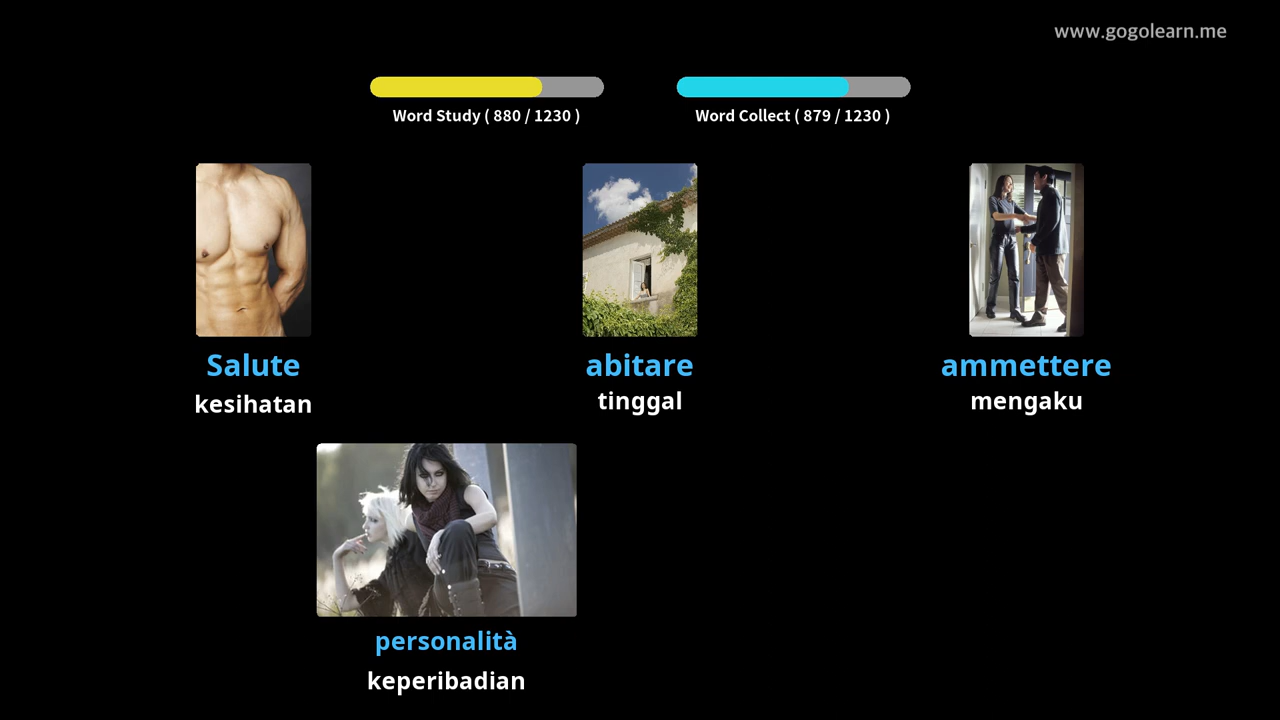 www.gogolearn.me
Word Study ( 880 / 1230 )
Word Collect ( 879 / 1230 )
Salute
kesihatan
abitare
tinggal
ammettere
mengaku
personalità
keperibadian